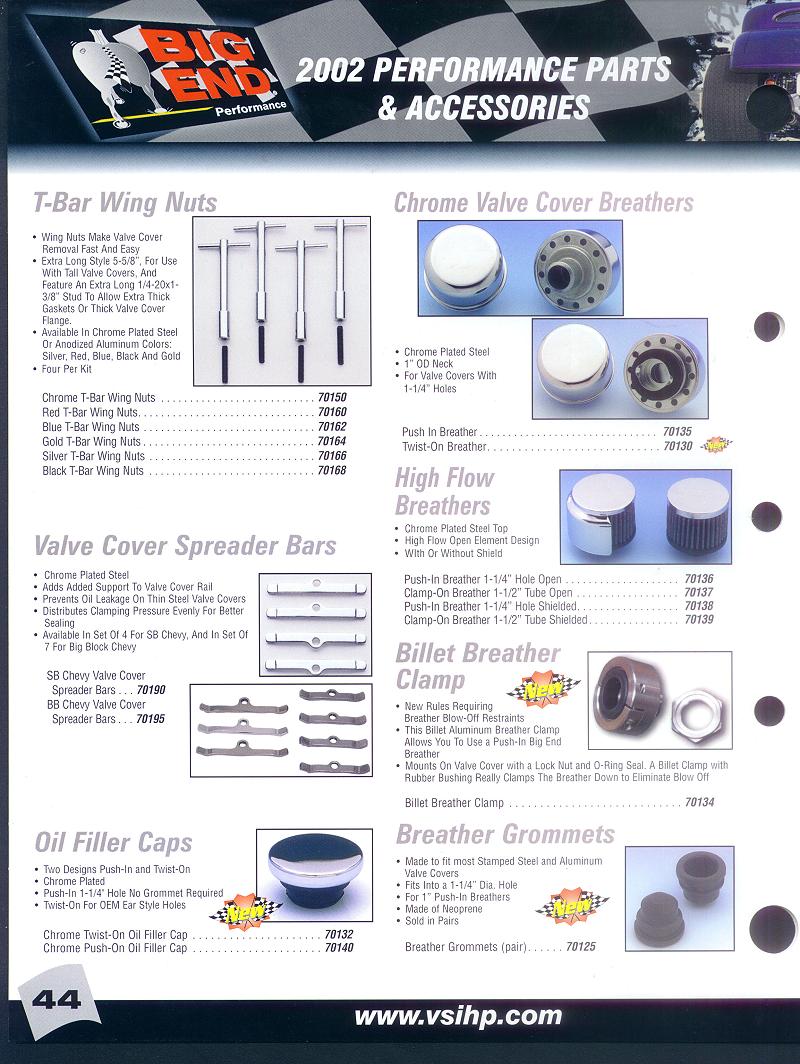 BIG
END
Performance
2002 PERFORMANCE PARTS
& ACCESSORIES
T-Bar Wing Nuts
• Wing Nuts Make Valve Cover
Removal Fast And Easy
• Extra Long Style 5-5/8", For Use
With Tall Valve Covers, And
Feature An Extra Long 1/4-20x1-
3/8" Stud To Allow Extra Thick
Gaskets Or Thick Valve Cover
Flange.
• Available In Chrome Plated Steel
Or Anodized Aluminum Colors:
Silver, Red, Blue, Black And Gold
• Four Per Kit
Chrome T-Bar Wing Nuts . . . . . . . . . . . . . . . . . . . . . . . . . 70150
Red T-Bar Wing Nuts. . . . . . . . . . . . . . . . . . . . . . . . . . . . . 70160
Blue T-Bar Wing Nuts . . . . . . . . . . . . . . . . . . . . . . . . . . . . 70162
Gold T-Bar Wing Nuts . . . . . . . . . . . . . . . . . . . . . . . . . . . . 70164
Silver T-Bar Wing Nuts . . . . . . . . . . . . . . . . . . . . . . . . . . . 70166
Black T-Bar Wing Nuts . . . . . . . . . . . . . . . . . . . . . . . . . . . 70168
Valve Cover Spreader Bars
• Chrome Plated Steel
• Adds Added Support To Valve Cover Rail
• Prevents Oil Leakage On Thin Steel Valve Covers
• Distributes Clamping Pressure Evenly For Better
Sealing
• Available In Set Of 4 For SB Chevy, And In Set Of
7 For Big Block Chevy
SB Chevy Valve Cover
Spreader Bars . . . 70190
BB Chevy Valve Cover
Spreader Bars . . . 70195
Oil Filler Caps
• Two Designs Push-In and Twist-On
• Chrome Plated
• Push-In 1-1/4" Hole No Grommet Required
• Twist-On For OEM Ear Style Holes
New
Chrome Twist-On Oil Filler Cap . . . . . . . . . . . . . . . . . . . . . 70132
Chrome Push-On Oil Filler Cap . . . . . . . . . . . . . . . . . . . . . 70140
Chrome Valve Cover Breathers
• Chrome Plated Steel
• 1" OD Neck
• For Valve Covers With
1-1/4" Holes
Push In Breather . . . . . . . . . . . . . . . . . . . . . . . . . . . . . 70135
Twist-On Breather. . . . . . . . . . . . . . . . . . . . . . . . . . . . 70130 New
High Flow
Breathers
• Chrome Plated Steel Top
• High Flow Open Element Design
• WIth Or Without Shield
Push-In Breather 1-1/4" Hole Open . . . . . . . . . . . . . . . . . . . 70136
Clamp-On Breather 1-1/2" Tube Open . . . . . . . . . . . . . . . . . 70137
Push-In Breather 1-1/4" Hole Shielded. . . . . . . . . . . . . . . . . 70138
Clamp-On Breather 1-1/2" Tube Shielded . . . . . . . . . . . . . . . 70139
Billet Breather
Clamp
New
• New Rules Requiring
Breather Blow-Off Restraints
• This Billet Aluminum Breather Clamp
Allows You To Use a Push-In Big End
Breather
• Mounts On Valve Cover with a Lock Nut and O-Ring Seal. A Billet Clamp with
Rubber Bushing Really Clamps The Breather Down to Eliminate Blow Off
Billet Breather Clamp . . . . . . . . . . . . . . . . . . . . . . . . . . . . 70134
Breather Grommets
• Made to fit most Stamped Steel and Aluminum
Valve Covers
• Fits Into a 1-1/4" Dia. Hole
• For 1" Push-In Breathers
• Made of Neoprene
• Sold in Pairs
New
Breather Grommets (pair). . . . . . 70125
44
www.vsihp.com